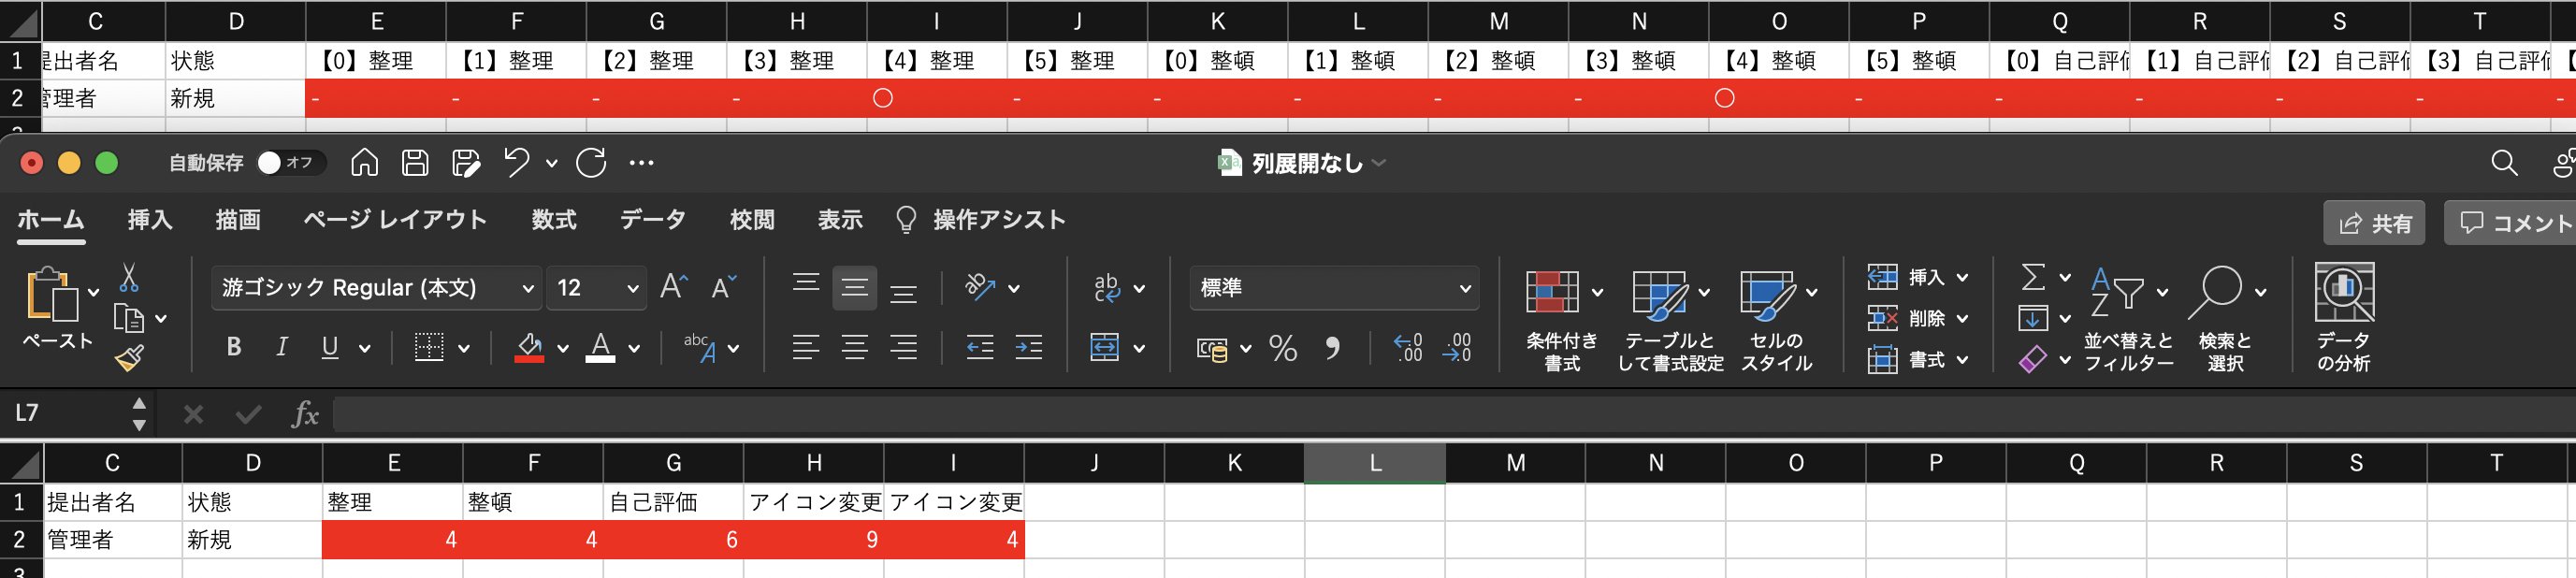 C D E F G H I J K L M N O P Q R S T
1 提出者名 状態 【0】整理 【1】整理 【2】整理 【3】整理 【4】整理 【5】整理 【0】整頓 【1】整頓 【2】整頓 【3】整頓 【4】整頓 【5】整頓 【0】自己評価 【1】自己評価 【2】自己評価 【3】自己評価
2 管理者 新規 - - - - ○ - - - - - ○ - - - - - -
自動保存 オフ ••• 列展開なし
ホーム 挿入 描画 ページ レイアウト 数式 データ 校閲 表示 操作アシスト 共有 コメント
ペースト
游ゴシック Regular (本文) 12
B I U
標準
条件付き
書式
テーブルと
して書式設定
セルの
スタイル
挿入
削除
書式
並べ替えと
フィルター
検索と
選択
データ
の分析
L7 fx
C D E F G H I J K L M N O P Q R S T
1 提出者名 状態 整理 整頓 自己評価 アイコン変更 アイコン変更
2 管理者 新規 4 4 6 9 4
3